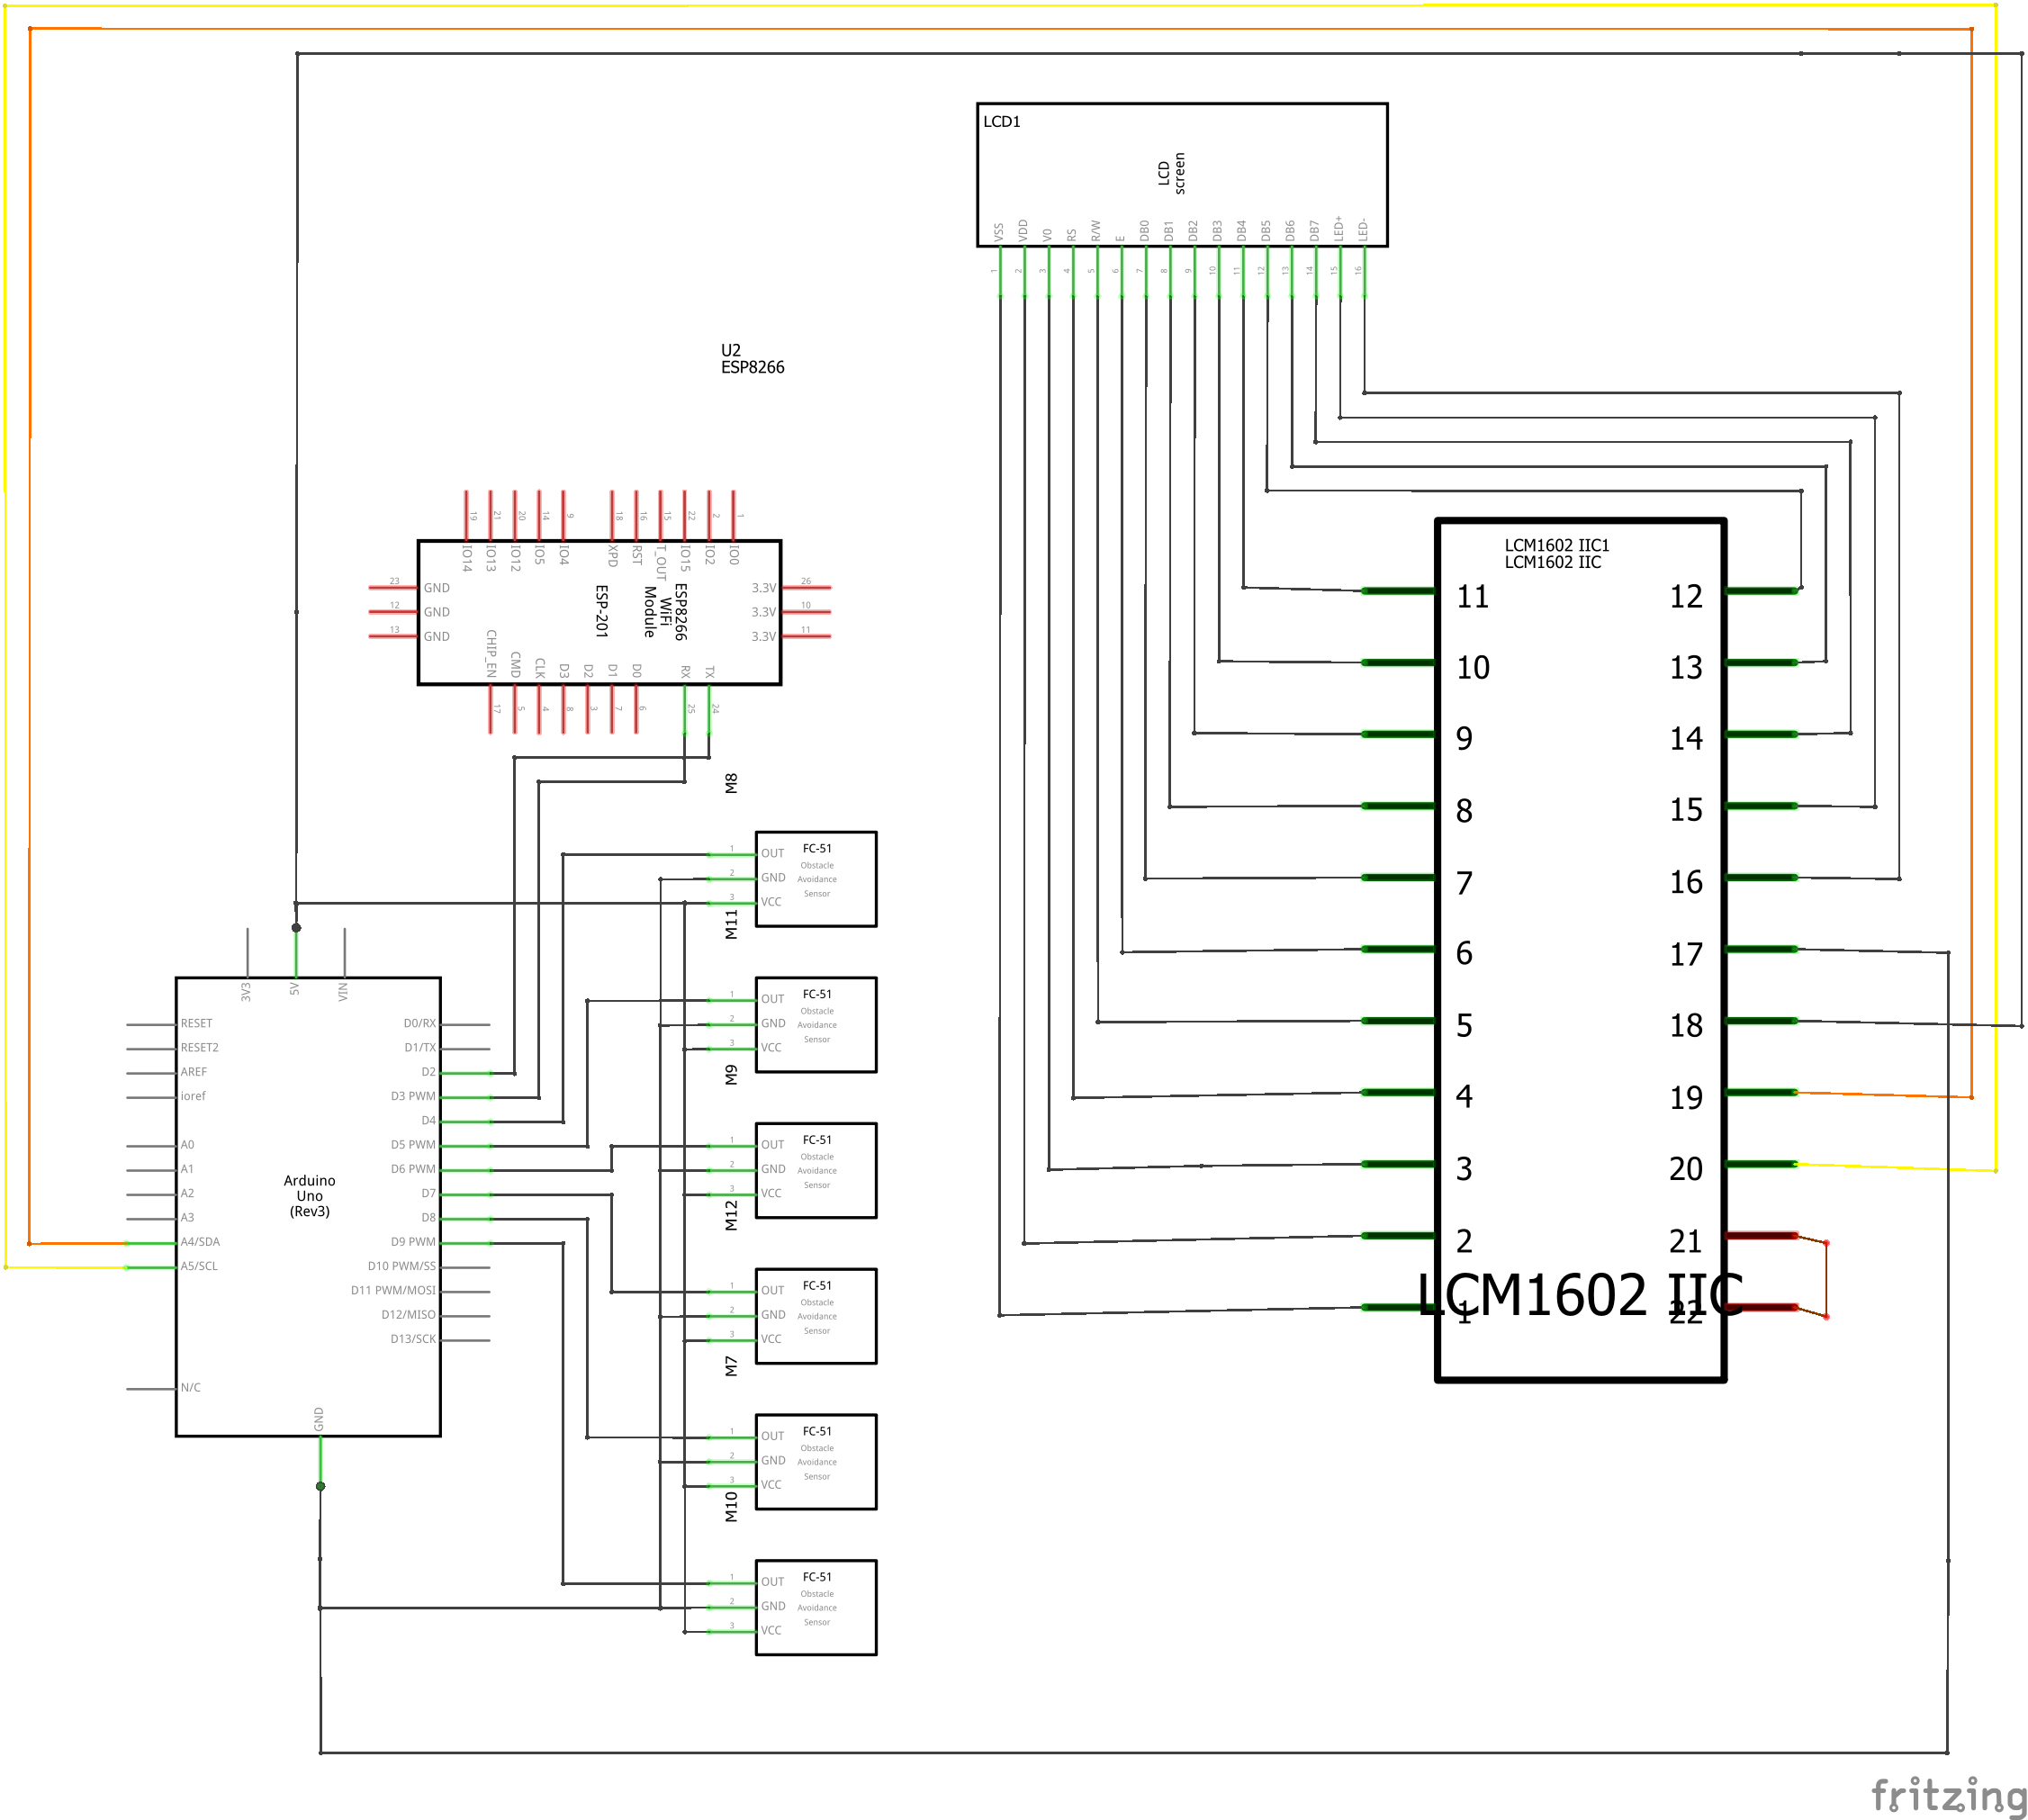 LCD1
LCD
screen
VSS
VDD
V0
RS
R/W
E
DB0
DB1
DB2
DB3
DB4
DB5
DB6
DB7
LED+
LED-
1
2
3
4
5
6
7
8
9
10
11
12
13
14
15
16
U2
ESP8266
19
21
20
14
9
18
16
15
22
2
1
IO14
IO13
IO12
IO5
IO4
XPD
RST
T_OUT
IO15
IO2
IO0
23
GND
12
GND
13
GND
ESP8266
WiFi
Module
ESP-201
3.3V
26
3.3V
10
3.3V
11
CHIP_EN
CMD
CLK
D3
D2
D1
D0
RX
TX
17
5
4
8
3
7
6
25
24
LCM1602 IIC1
LCM1602 IIC
11
12
10
13
9
14
8
15
7
16
6
17
5
18
4
19
3
20
2
21
LCM1602 IIC
1
22
M8
1
OUT
FC-51
2
GND
Obstacle
Avoidance
Sensor
3
VCC
M11
1
OUT
FC-51
2
GND
Obstacle
Avoidance
Sensor
3
VCC
M9
1
OUT
FC-51
2
GND
Obstacle
Avoidance
Sensor
3
VCC
M12
1
OUT
FC-51
2
GND
Obstacle
Avoidance
Sensor
3
VCC
M7
1
OUT
FC-51
2
GND
Obstacle
Avoidance
Sensor
3
VCC
M10
1
OUT
FC-51
2
GND
Obstacle
Avoidance
Sensor
3
VCC
3V3
5V
VIN
RESET
RESET2
AREF
ioref
A0
A1
A2
A3
A4/SDA
A5/SCL
N/C
Arduino
Uno
(Rev3)
D0/RX
D1/TX
D2
D3 PWM
D4
D5 PWM
D6 PWM
D7
D8
D9 PWM
D10 PWM/SS
D11 PWM/MOSI
D12/MISO
D13/SCK
GND
fritzing